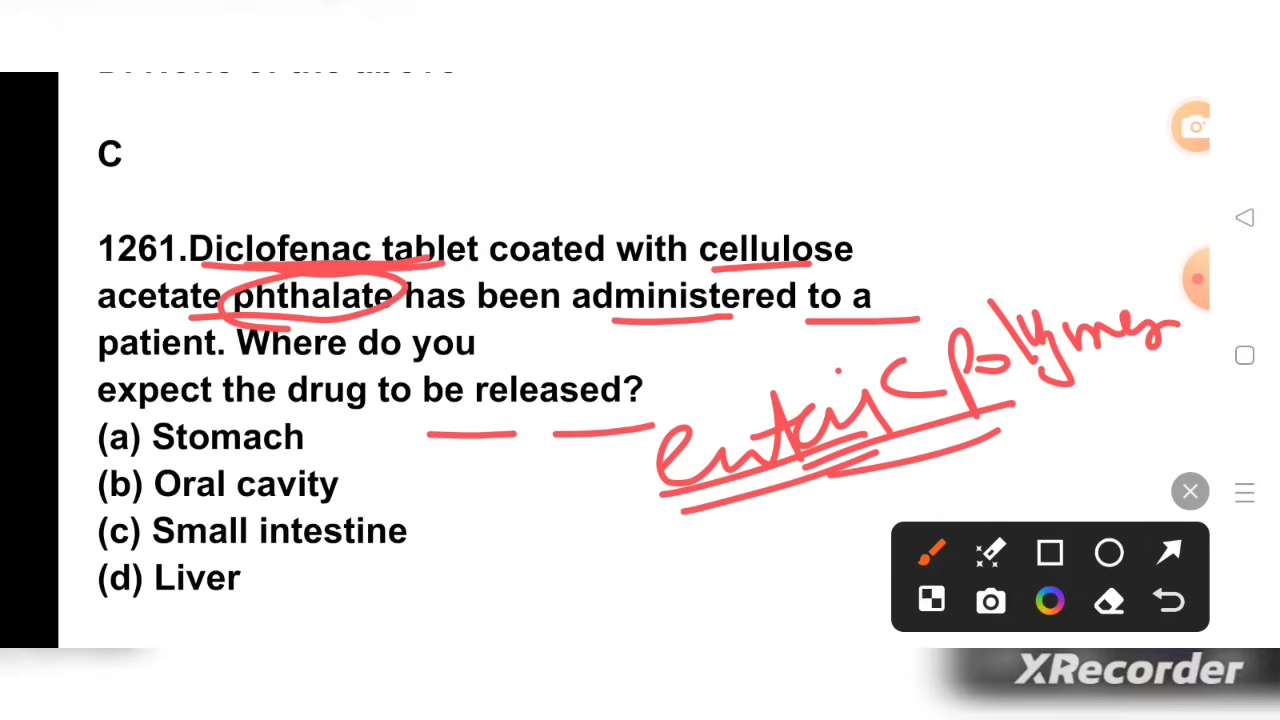 C
1261.Diclofenac tablet coated with cellulose
acetate phthalate has been administered to a
patient. Where do you
expect the drug to be released?
(a) Stomach
(b) Oral cavity
(c) Small intestine
(d) Liver
polymer
XRecorder